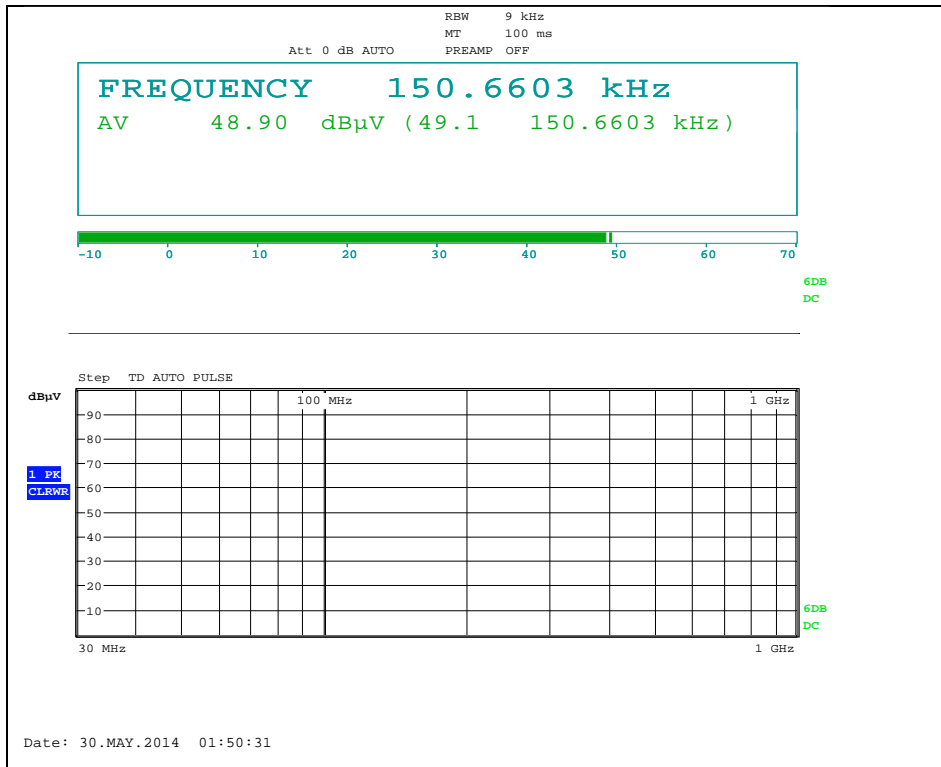 RBW 9 kHz
MT 100 ms
Att 0 dB AUTO PREAMP OFF
FREQUENCY 150.6603 kHz
AV 48.90 dBµV (49.1 150.6603 kHz)
-10 0 10 20 30 40 50 60 70
6DB
DC
Step TD AUTO PULSE
dBµV
100 MHz 1 GHz
90
80
70
1 PK
CLRWR
60
50
40
30
20
10
6DB
DC
30 MHz 1 GHz
Date: 30.MAY.2014 01:50:31